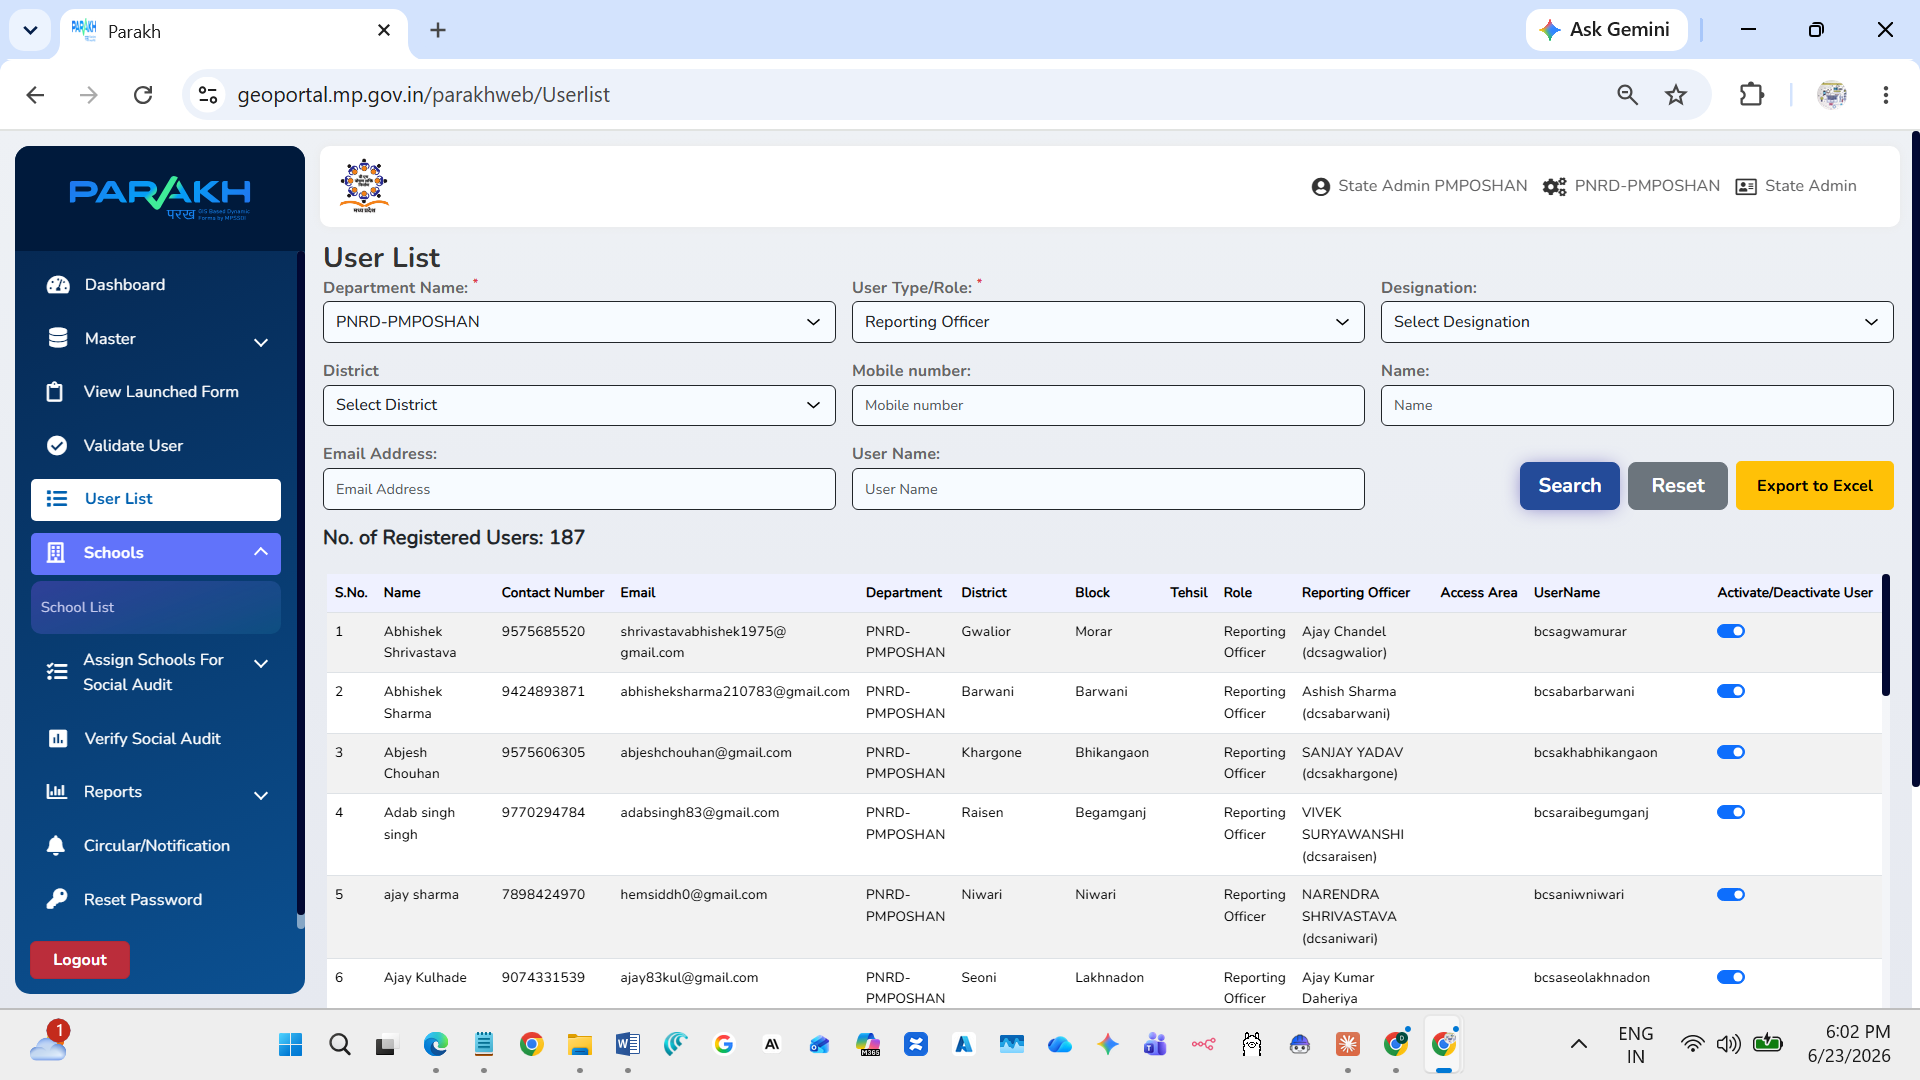 Parakh
Ask Gemini
geoportal.mp.gov.in/parakhweb/Userlist
PARAKH
परख GIS Based Dynamic
Forms by MPSSDI
मध्य प्रदेश
State Admin PMPOSHAN PNRD-PMPOSHAN State Admin
Dashboard
Master
View Launched Form
Validate User
User List
Schools
School List
Assign Schools For
Social Audit
Verify Social Audit
Reports
Circular/Notification
Reset Password
Logout
User List
Department Name: * User Type/Role: * Designation:
PNRD-PMPOSHAN Reporting Officer Select Designation
District Mobile number: Name:
Select District Mobile number Name
Email Address: User Name:
Email Address User Name Search Reset Export to Excel
No. of Registered Users: 187
S.No. Name Contact Number Email Department District Block Tehsil Role Reporting Officer Access Area UserName Activate/Deactivate User
1 Abhishek 9575685520 shrivastavabhishek1975@ PNRD- Gwalior Morar Reporting Ajay Chandel bcsagwamurar
Shrivastava gmail.com PMPOSHAN Officer (dcsagwalior)
2 Abhishek 9424893871 abhisheksharma210783@gmail.com PNRD- Barwani Barwani Reporting Ashish Sharma bcsabarbarwani
Sharma PMPOSHAN Officer (dcsabarwani)
3 Abjesh 9575606305 abjeshchouhan@gmail.com PNRD- Khargone Bhikangaon Reporting SANJAY YADAV bcsakhabhikangaon
Chouhan PMPOSHAN Officer (dcsakhargone)
4 Adab singh 9770294784 adabsingh83@gmail.com PNRD- Raisen Begamganj Reporting VIVEK bcsaraibegumganj
singh PMPOSHAN Officer SURYAWANSHI
(dcsaraisen)
5 ajay sharma 7898424970 hemsiddh0@gmail.com PNRD- Niwari Niwari Reporting NARENDRA bcsaniwniwari
PMPOSHAN Officer SHRIVASTAVA
(dcsaniwari)
6 Ajay Kulhade 9074331539 ajay83kul@gmail.com PNRD- Seoni Lakhnadon Reporting Ajay Kumar bcsaseolakhnadon
PMPOSHAN Officer Daheriya
1
ENG
IN
6:02 PM
6/23/2026